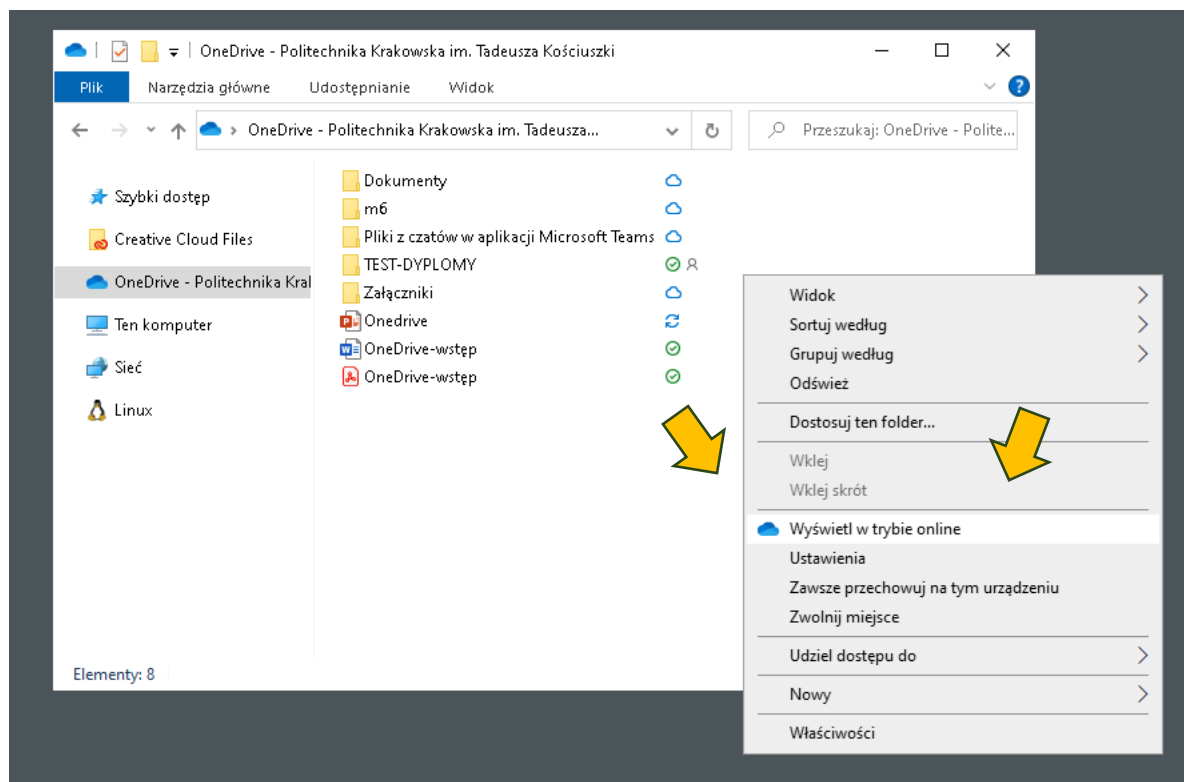 OneDrive - Politechnika Krakowska im. Tadeusza Kościuszki
Plik Narzędzia główne Udostępnianie Widok
OneDrive - Politechnika Krakowska im. Tadeusza...
Przeszukaj: OneDrive - Polite...
Szybki dostęp
Creative Cloud Files
OneDrive - Politechnika Kral
Ten komputer
Sieć
Linux
Dokumenty
m6
Pliki z czatów w aplikacji Microsoft Teams
TEST-DYPLOMY
Załączniki
Onedrive
OneDrive-wstęp
OneDrive-wstęp
Elementy: 8
Widok
Sortuj według
Grupuj według
Odśwież
Dostosuj ten folder...
Wklej
Wklej skrót
Wyświetl w trybie online
Ustawienia
Zawsze przechowuj na tym urządzeniu
Zwolnij miejsce
Udziel dostępu do
Nowy
Właściwości